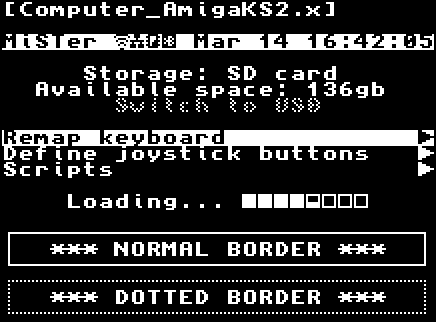 [Computer_AmigaKS2.x]
MiSTer Mar 14 16:42:05
Storage: SD card
Available space: 136gb
Switch to USB
Remap keyboard
Define joystick buttons
Scripts
Loading...
*** NORMAL BORDER ***
*** DOTTED BORDER ***